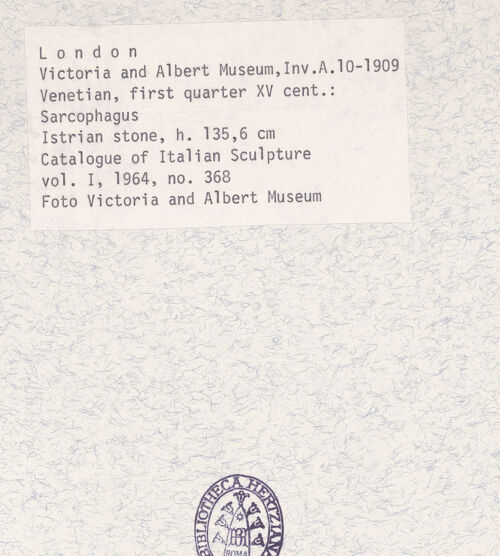 L o n d o n
Victoria and Albert Museum,Inv.A.10-1909
Venetian, first quarter XV cent.:
Sarcophagus
Istrian stone, h. 135,6 cm
Catalogue of Italian Sculpture
vol. I, 1964, no. 368
Foto Victoria and Albert Museum
BIBLIOTHECA HERTZIANA
ROMA